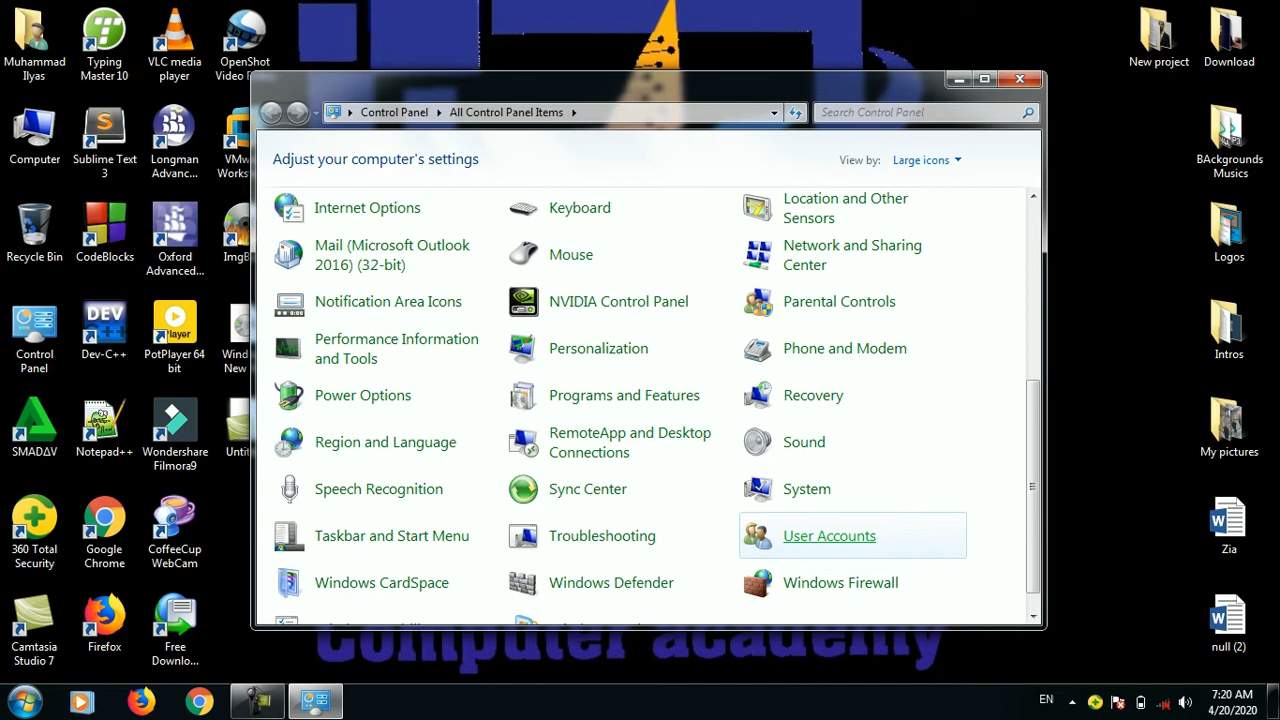 Muhammad
Ilyas
Typing
Master 10
VLC media
player
OpenShot
Video E
Computer
Sublime Text
3
Longman
Advanc...
VMw
Works
Recycle Bin
CodeBlocks
Oxford
Advanced...
ImgB
Control
Panel
Dev-C++
PotPlayer 64
bit
Wind
New
SMADΔV
Notepad++
Wondershare
Filmora9
Unti
360 Total
Security
Google
Chrome
CoffeeCup
WebCam
Camtasia
Studio 7
Firefox
Free
Downlo...
Control Panel
All Control Panel Items
Search Control Panel
Adjust your computer's settings
View by:
Large icons
Internet Options
Keyboard
Location and Other
Sensors
Mail (Microsoft Outlook
2016) (32-bit)
Mouse
Network and Sharing
Center
Notification Area Icons
NVIDIA Control Panel
Parental Controls
Performance Information
and Tools
Personalization
Phone and Modem
Power Options
Programs and Features
Recovery
Region and Language
RemoteApp and Desktop
Connections
Sound
Speech Recognition
Sync Center
System
Taskbar and Start Menu
Troubleshooting
User Accounts
Windows CardSpace
Windows Defender
Windows Firewall
Computer academy
New project
Download
BAckgrounds
Musics
Logos
Intros
My pictures
Zia
null (2)
EN
7:20 AM
4/20/2020